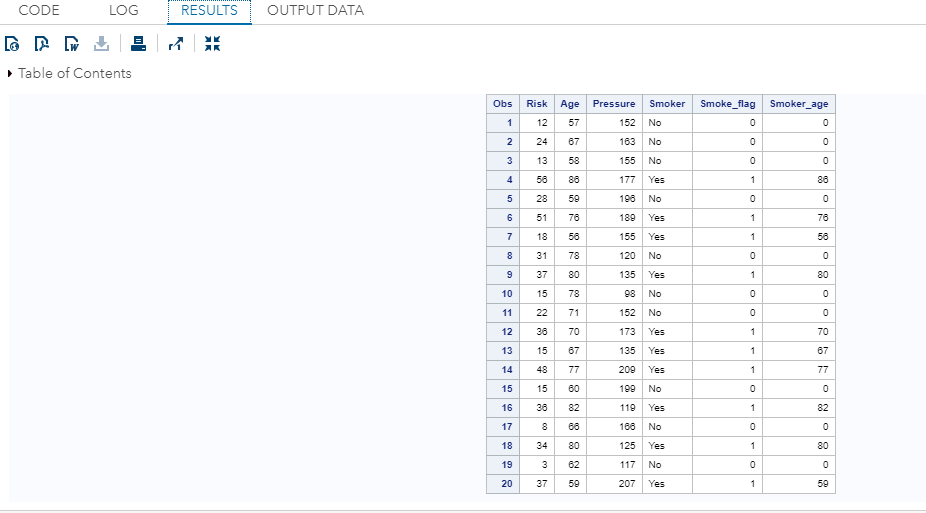 CODE LOG RESULTS OUTPUT DATA
Table of Contents
Obs Risk Age Pressure Smoker Smoke_flag Smoker_age
1 12 57 152 No 0 0
2 24 67 163 No 0 0
3 13 58 155 No 0 0
4 56 86 177 Yes 1 86
5 28 59 196 No 0 0
6 51 76 189 Yes 1 76
7 18 56 155 Yes 1 56
8 31 78 120 No 0 0
9 37 80 135 Yes 1 80
10 15 78 98 No 0 0
11 22 71 152 No 0 0
12 36 70 173 Yes 1 70
13 15 67 135 Yes 1 67
14 48 77 209 Yes 1 77
15 15 60 199 No 0 0
16 36 82 119 Yes 1 82
17 8 66 166 No 0 0
18 34 80 125 Yes 1 80
19 3 62 117 No 0 0
20 37 59 207 Yes 1 59